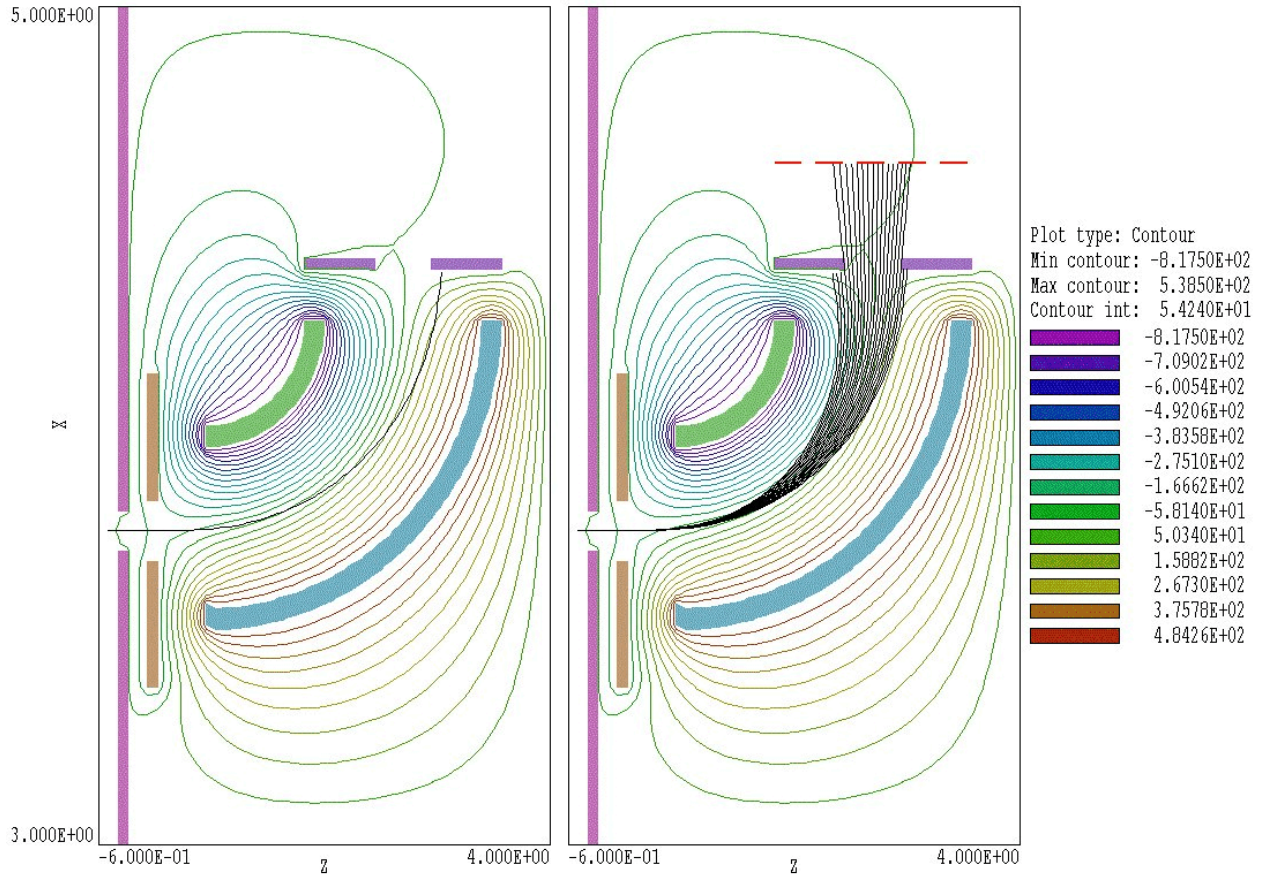 5.000E+00
X
3.000E+00
-6.000E-01
Z
4.000E+00
-6.000E-01
Z
4.000E+00
Plot type: Contour
Min contour: -8.1750E+02
Max contour: 5.3850E+02
Contour int: 5.4240E+01
-8.1750E+02
-7.0902E+02
-6.0054E+02
-4.9206E+02
-3.8358E+02
-2.7510E+02
-1.6662E+02
-5.8140E+01
5.0340E+01
1.5882E+02
2.6730E+02
3.7578E+02
4.8426E+02